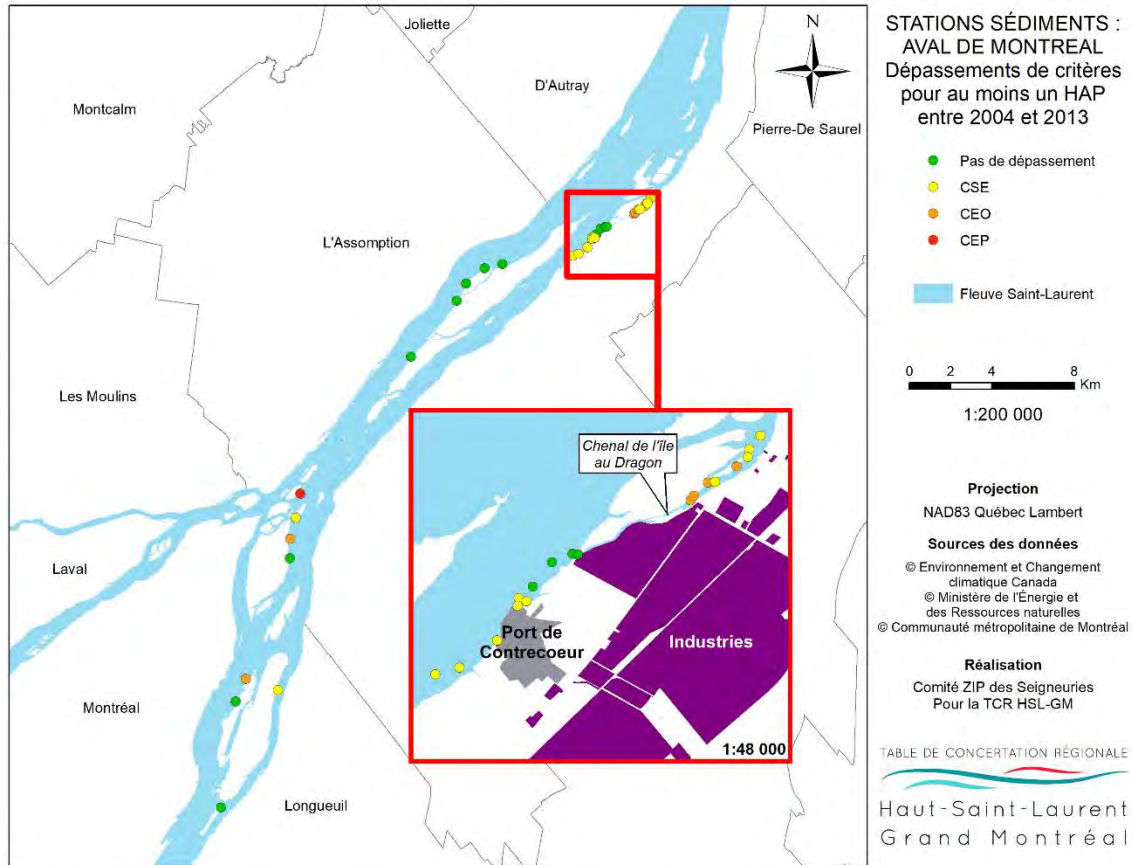 Joliette
Montcalm
D'Autray
N
Pierre-De Saurel
L'Assomption
Les Moulins
Laval
Montréal
Longueuil
Chenal de l'île
au Dragon
Port de
Contrecoeur
Industries
1:48 000
STATIONS SÉDIMENTS :
AVAL DE MONTREAL
Dépassements de critères
pour au moins un HAP
entre 2004 et 2013
Pas de dépassement
CSE
CEO
CEP
Fleuve Saint-Laurent
0 2 4 8
Km
1:200 000
Projection
NAD83 Québec Lambert
Sources des données
© Environnement et Changement
climatique Canada
© Ministère de l'Énergie et
des Ressources naturelles
© Communauté métropolitaine de Montréal
Réalisation
Comité ZIP des Seigneuries
Pour la TCR HSL-GM
TABLE DE CONCERTATION RÉGIONALE
Haut-Saint-Laurent
Grand Montréal